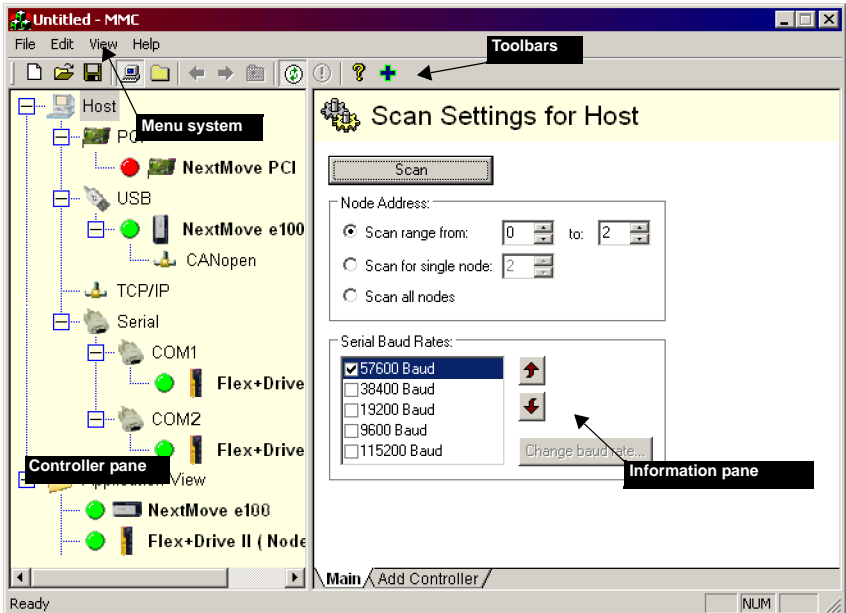 Untitled - MMC
File Edit View Help
Toolbars
Host
Menu system
PCI
NextMove PCI
USB
NextMove e100
CANopen
TCP/IP
Serial
COM1
Flex+Drive
COM2
Flex+Drive
Controller pane
Application View
NextMove e100
Flex+Drive II ( Node
Scan Settings for Host
Scan
Node Address:
Scan range from: 0 to: 2
Scan for single node: 2
Scan all nodes
Serial Baud Rates:
57600 Baud
38400 Baud
19200 Baud
9600 Baud
115200 Baud
Change baud rate...
Information pane
Main Add Controller
Ready NUM